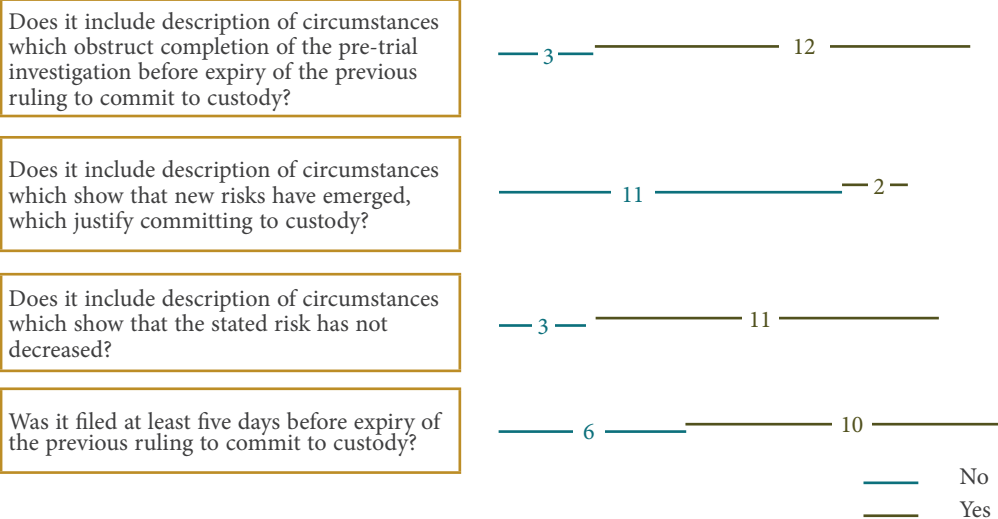 Does it include description of circumstances
which obstruct completion of the pre-trial
investigation before expiry of the previous
ruling to commit to custody?
3
12
Does it include description of circumstances
which show that new risks have emerged,
which justify committing to custody?
11
2
Does it include description of circumstances
which show that the stated risk has not
decreased?
3
11
Was it filed at least five days before expiry of
the previous ruling to commit to custody?
6
10
No
Yes